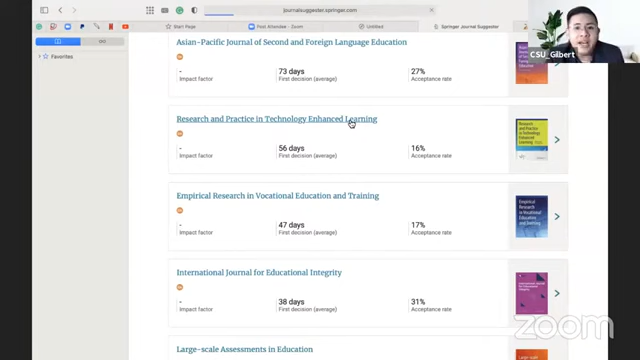 journalsuggester.springer.com
Start Page
Post Attendee - Zoom
Untitled
Springer Journal Suggester
Favorites
CSU_Gilbert
Asian-Pacific Journal of Second and Foreign Language Education
-
73 days
27%
Impact factor
First decision (average)
Acceptance rate
Research and Practice in Technology Enhanced Learning
-
56 days
16%
Impact factor
First decision (average)
Acceptance rate
Empirical Research in Vocational Education and Training
-
47 days
17%
Impact factor
First decision (average)
Acceptance rate
International Journal for Educational Integrity
-
38 days
31%
Impact factor
First decision (average)
Acceptance rate
Large-scale Assessments in Education
zoom